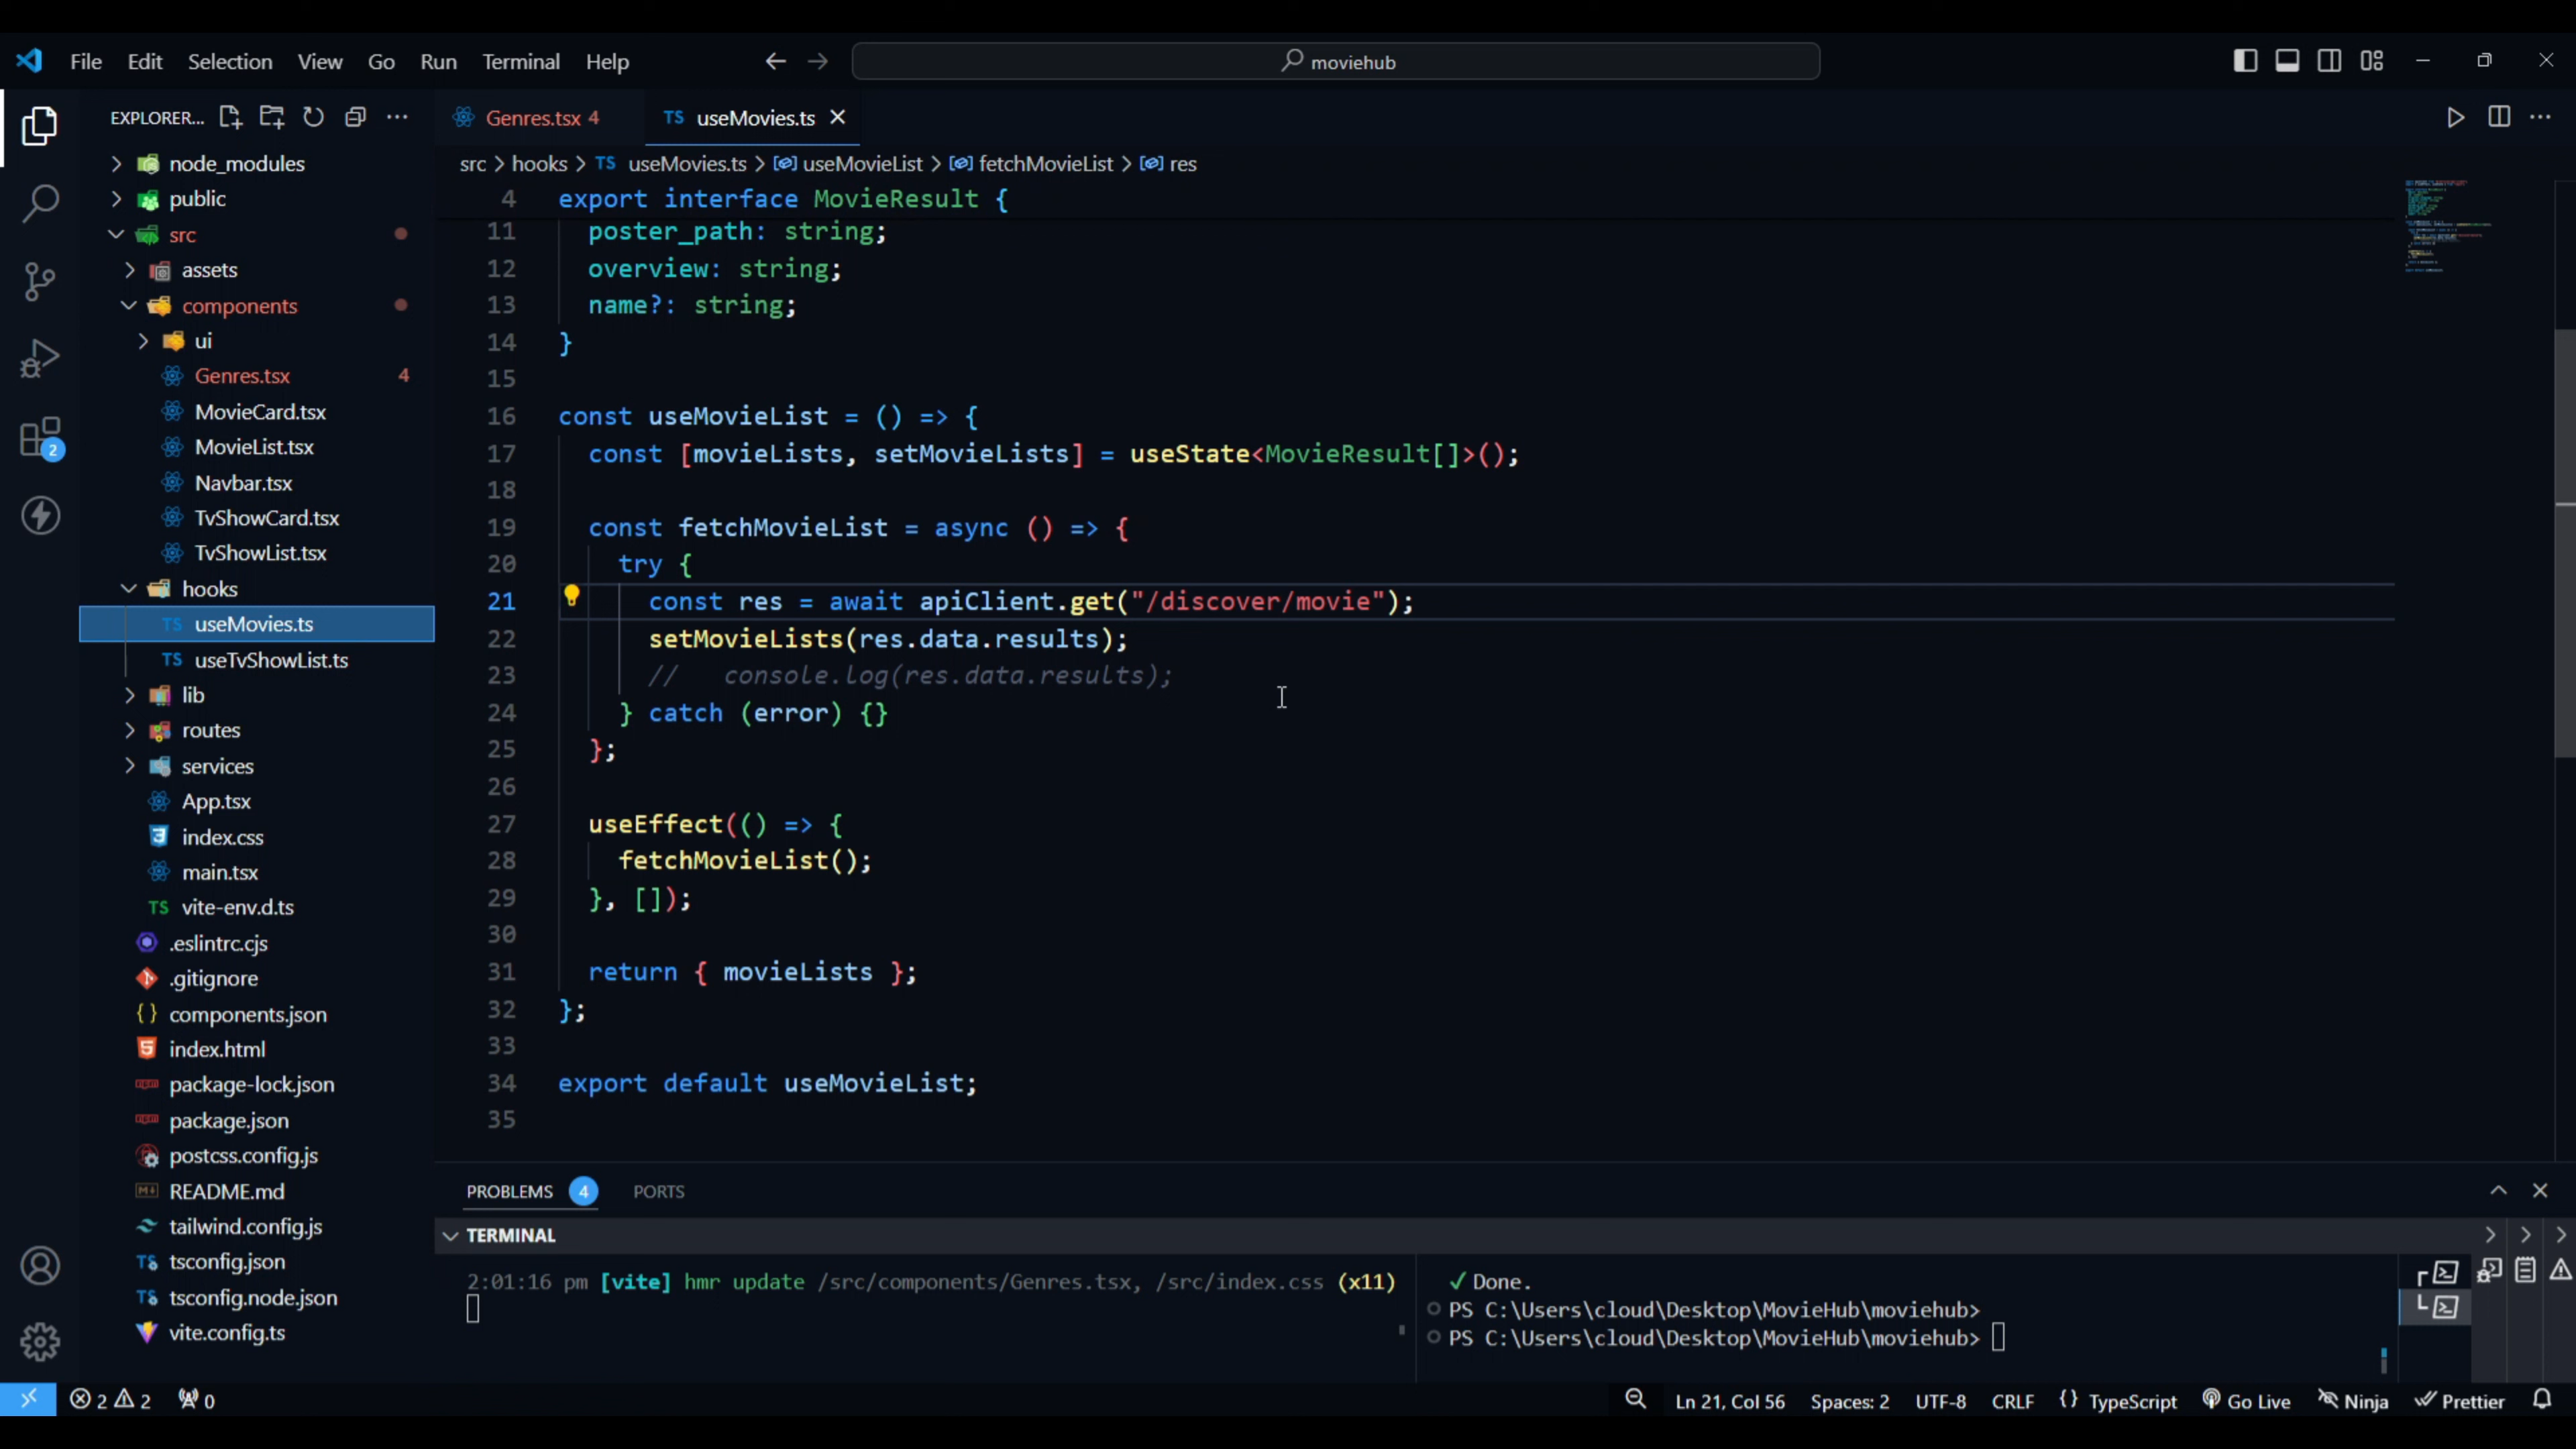 File Edit Selection View Go Run Terminal Help
moviehub
EXPLORER...
node_modules
public
src
assets
components
ui
Genres.tsx 4
MovieCard.tsx
MovieList.tsx
Navbar.tsx
TvShowCard.tsx
TvShowList.tsx
hooks
TS useMovies.ts
TS useTvShowList.ts
lib
routes
services
App.tsx
index.css
main.tsx
TS vite-env.d.ts
.eslintrc.cjs
.gitignore
{} components.json
index.html
package-lock.json
package.json
postcss.config.js
README.md
tailwind.config.js
TS tsconfig.json
TS tsconfig.node.json
vite.config.ts
2
Genres.tsx 4
TS useMovies.ts
src > hooks > TS useMovies.ts > useMovieList > fetchMovieList > res
4 export interface MovieResult {
11 poster_path: string;
12 overview: string;
13 name?: string;
14 }
15
16 const useMovieList = () => {
17 const [movieLists, setMovieLists] = useState<MovieResult[]>();
18
19 const fetchMovieList = async () => {
20 try {
21 const res = await apiClient.get("/discover/movie");
22 setMovieLists(res.data.results);
23 // console.log(res.data.results);
24 } catch (error) {}
25 };
26
27 useEffect(() => {
28 fetchMovieList();
29 }, []);
30
31 return { movieLists };
32 };
33
34 export default useMovieList;
35
PROBLEMS 4 PORTS
TERMINAL
2:01:16 pm [vite] hmr update /src/components/Genres.tsx, /src/index.css (x11)
✓ Done.
PS C:\Users\cloud\Desktop\MovieHub\moviehub>
PS C:\Users\cloud\Desktop\MovieHub\moviehub>
2 2 0
Ln 21, Col 56 Spaces: 2 UTF-8 CRLF {} TypeScript Go Live Ninja Prettier